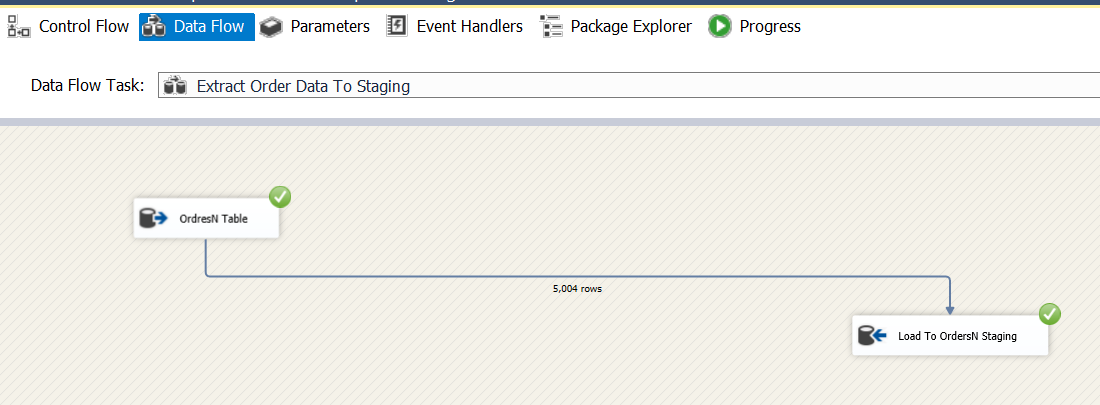 Control Flow Data Flow Parameters Event Handlers Package Explorer Progress
Data Flow Task: Extract Order Data To Staging
OrdresN Table
5,004 rows
Load To OrdersN Staging